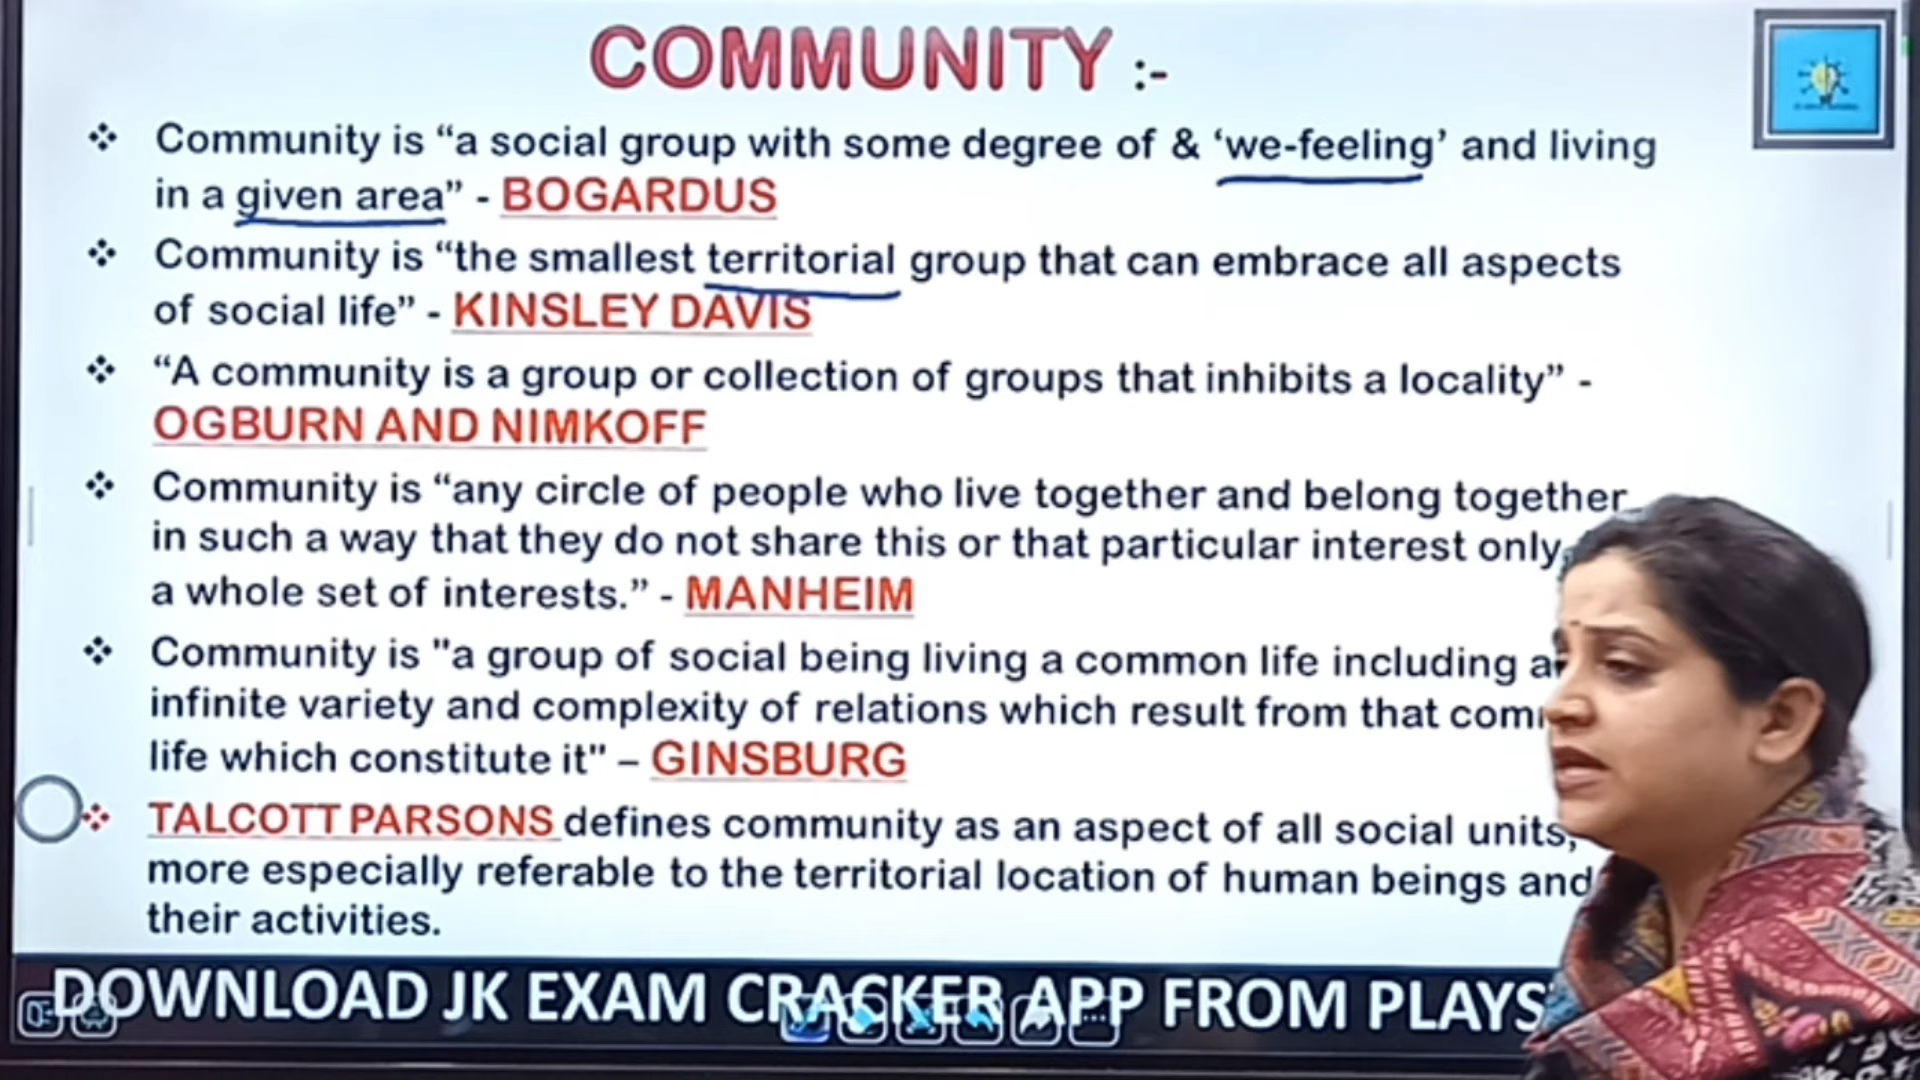 COMMUNITY :-
❖ Community is “a social group with some degree of & ‘we-feeling’ and living
in a given area” - BOGARDUS
❖ Community is “the smallest territorial group that can embrace all aspects
of social life” - KINSLEY DAVIS
❖ “A community is a group or collection of groups that inhibits a locality” -
OGBURN AND NIMKOFF
❖ Community is “any circle of people who live together and belong together
in such a way that they do not share this or that particular interest only,
a whole set of interests.” - MANHEIM
❖ Community is "a group of social being living a common life including
infinite variety and complexity of relations which result from that
life which constitute it" – GINSBURG
❖ TALCOTT PARSONS defines community as an aspect of all social units,
more especially referable to the territorial location of human beings and
their activities.
DOWNLOAD JK EXAM CRACKER APP FROM PLAYS